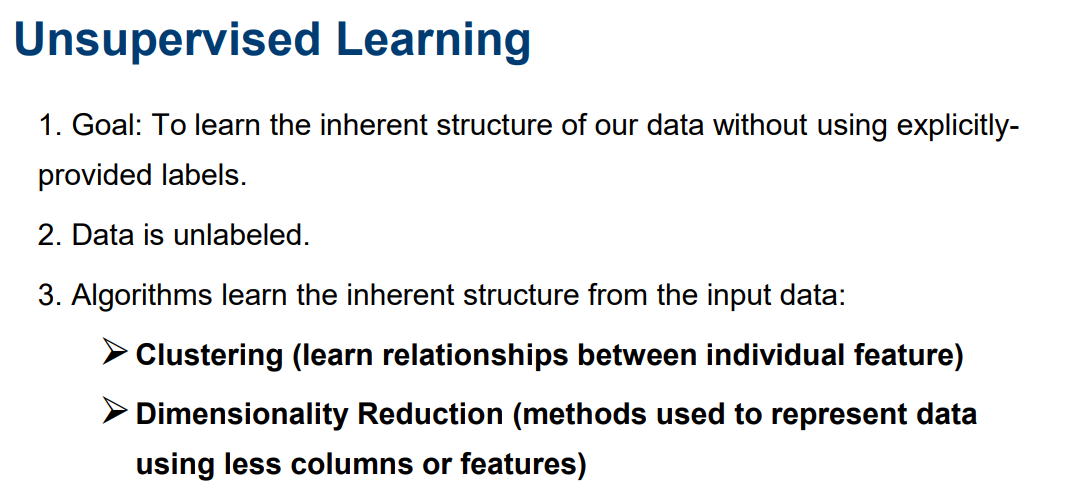 Unsupervised Learning
1. Goal: To learn the inherent structure of our data without using explicitly-
provided labels.
2. Data is unlabeled.
3. Algorithms learn the inherent structure from the input data:
➢ Clustering (learn relationships between individual feature)
➢ Dimensionality Reduction (methods used to represent data
using less columns or features)